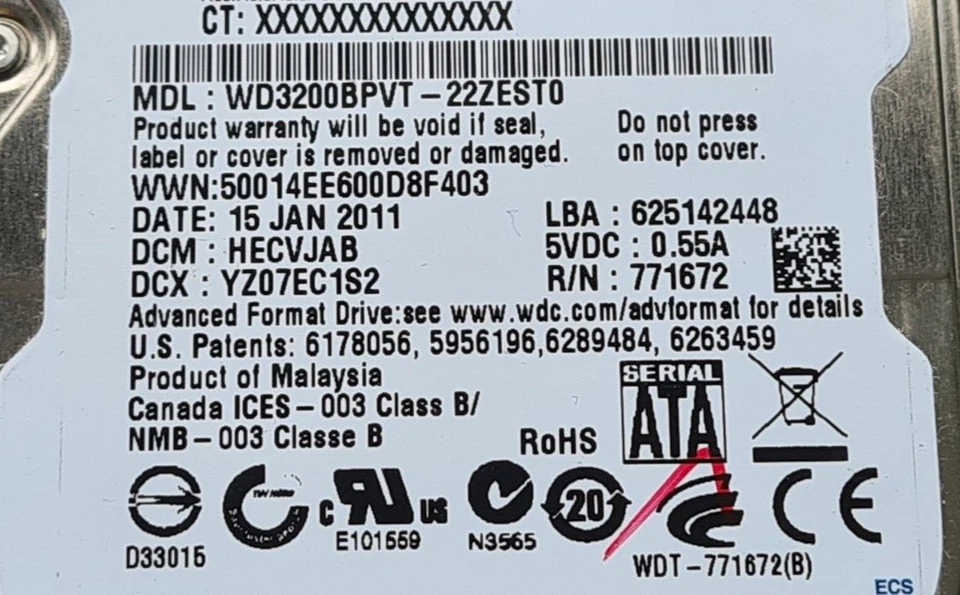 CT: XXXXXXXXXXXXXX
MDL : WD3200BPVT-22ZEST0
Product warranty will be void if seal,
label or cover is removed or damaged.
Do not press
on top cover.
WWN:50014EE600D8F403
DATE: 15 JAN 2011
LBA : 625142448
DCM : HECVJAB
5VDC : 0.55A
DCX : YZ07EC1S2
R/N : 771672
Advanced Format Drive:see www.wdc.com/advformat for details
U.S. Patents: 6178056, 5956196,6289484, 6263459
Product of Malaysia
Canada ICES-003 Class B/
NMB-003 Classe B
RoHS
SERIAL
ATA
20
C
US
CE
D33015
E101559
N3565
WDT-771672(B)
ECS